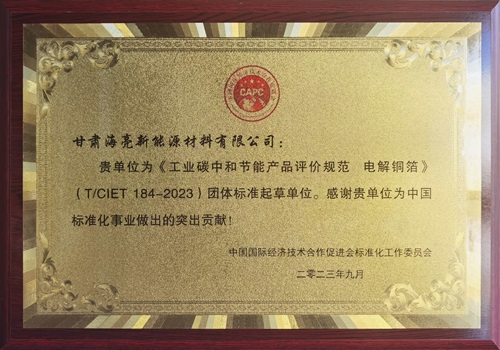 CAPC
甘肃海亮新能源材料有限公司：
贵单位为《工业碳中和节能产品评价规范 电解铜箔》
（T/CIET 184-2023）团体标准起草单位。感谢贵单位为中国
标准化事业做出的突出贡献！
中国国际经济技术合作促进会标准化工作委员会
二零二三年九月